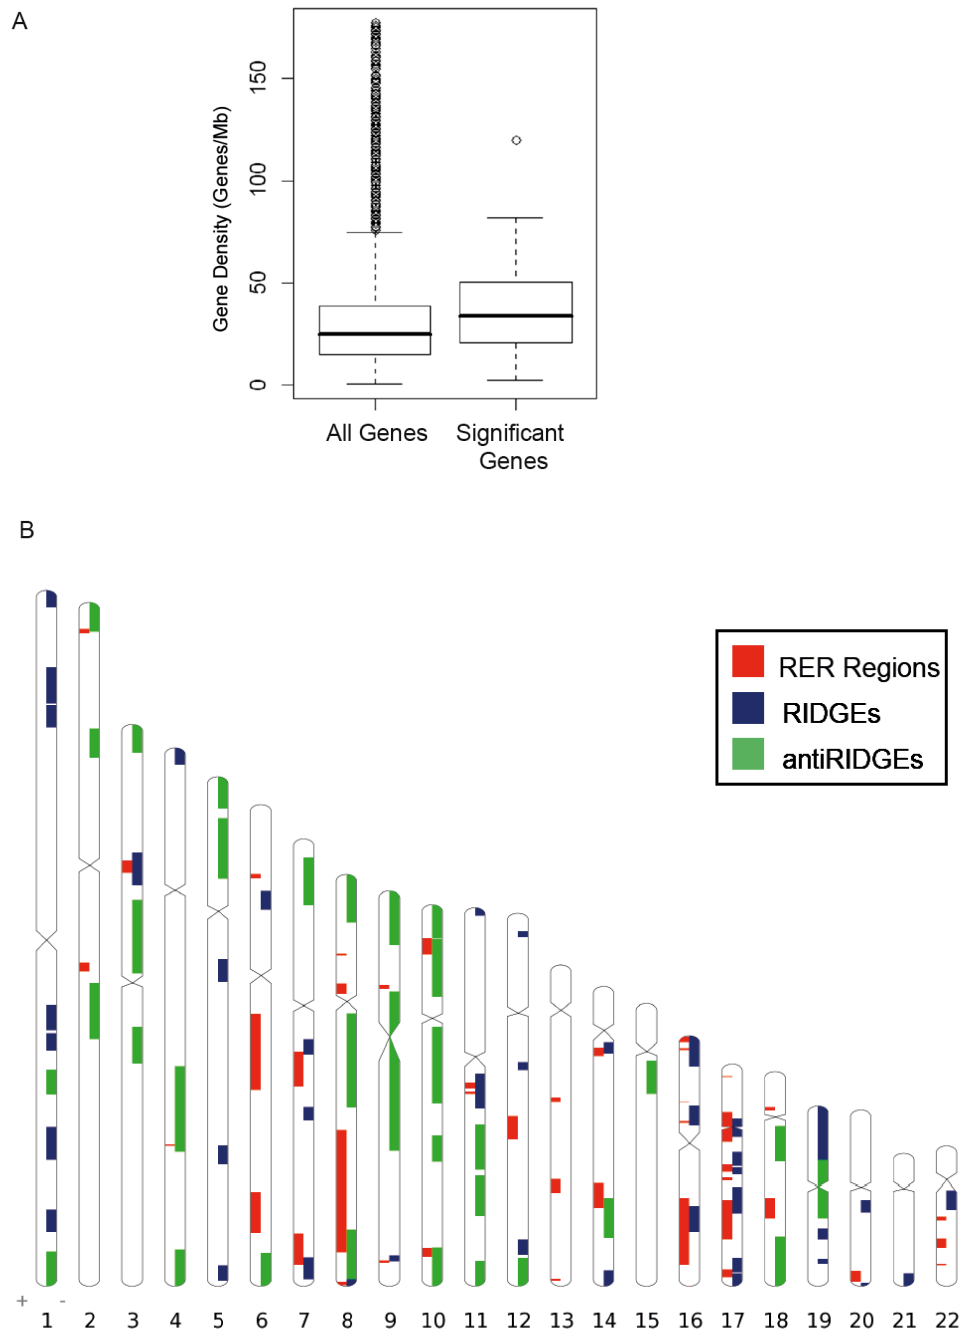 A
Gene Density (Genes/Mb)
150
100
50
0
All Genes
Significant
Genes
B
RER Regions
RIDGEs
antiRIDGEs
+ -
1 2 3 4 5 6 7 8 9 10 11 12 13 14 15 16 17 18 19 20 21 22